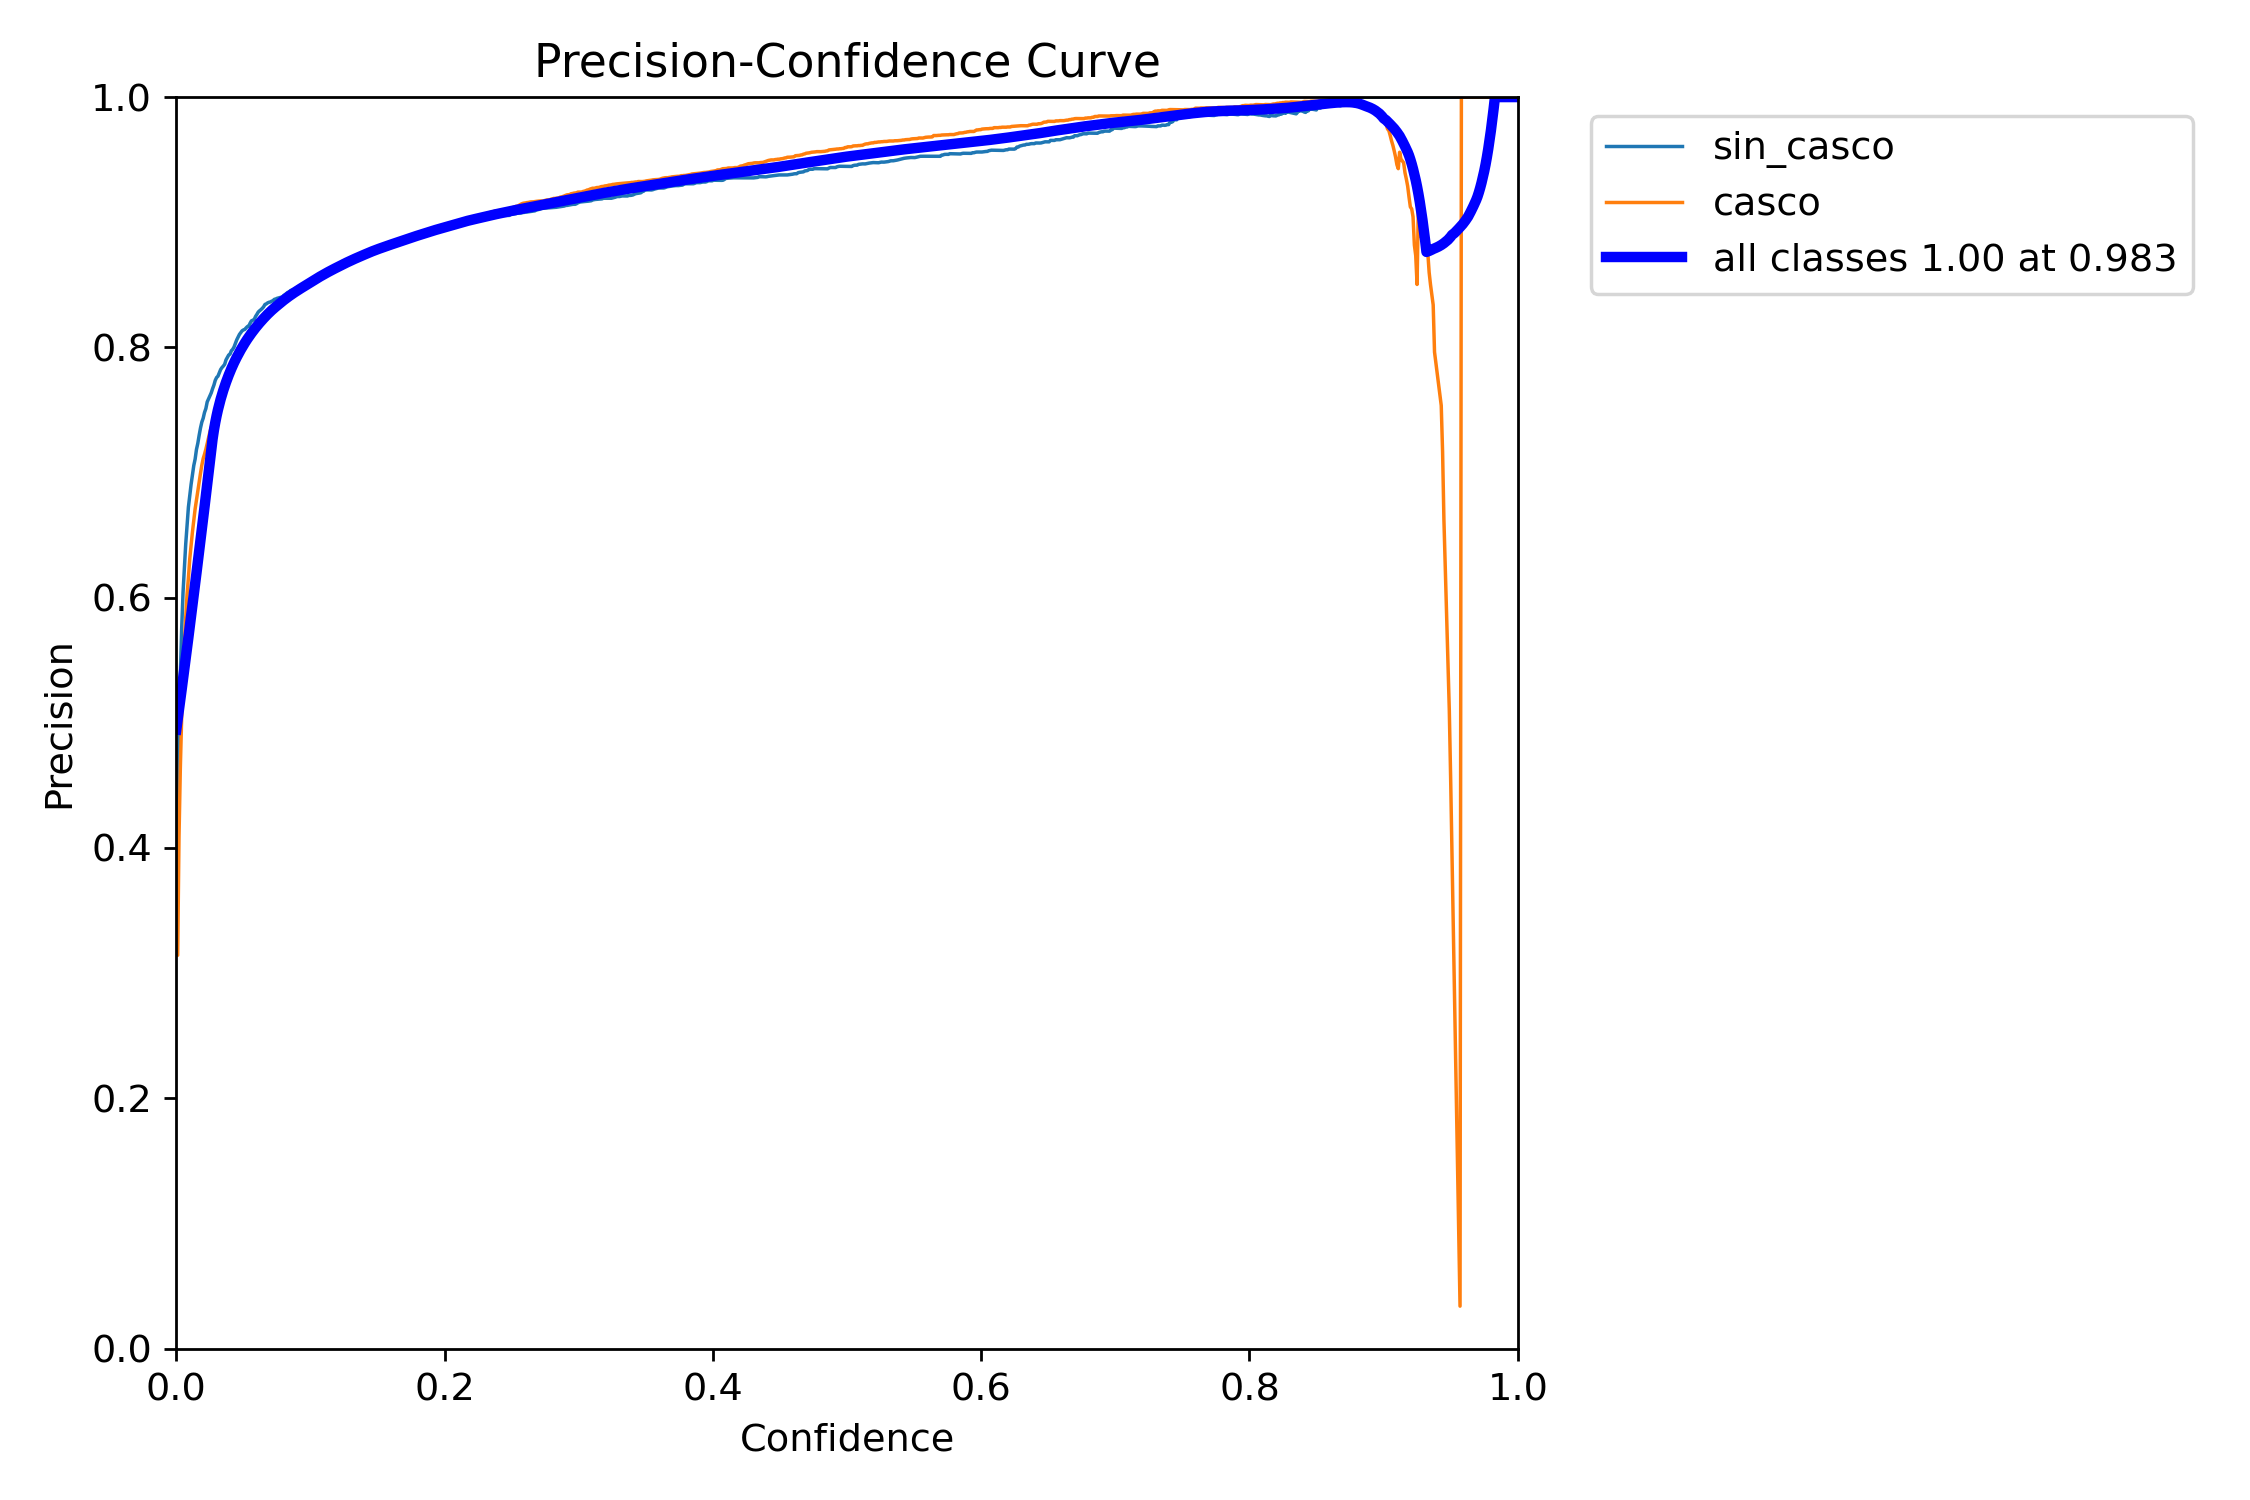 Precision-Confidence Curve
1.0
0.8
0.6
0.4
0.2
0.0
Precision
0.0 0.2 0.4 0.6 0.8 1.0
Confidence
sin_casco
casco
all classes 1.00 at 0.983